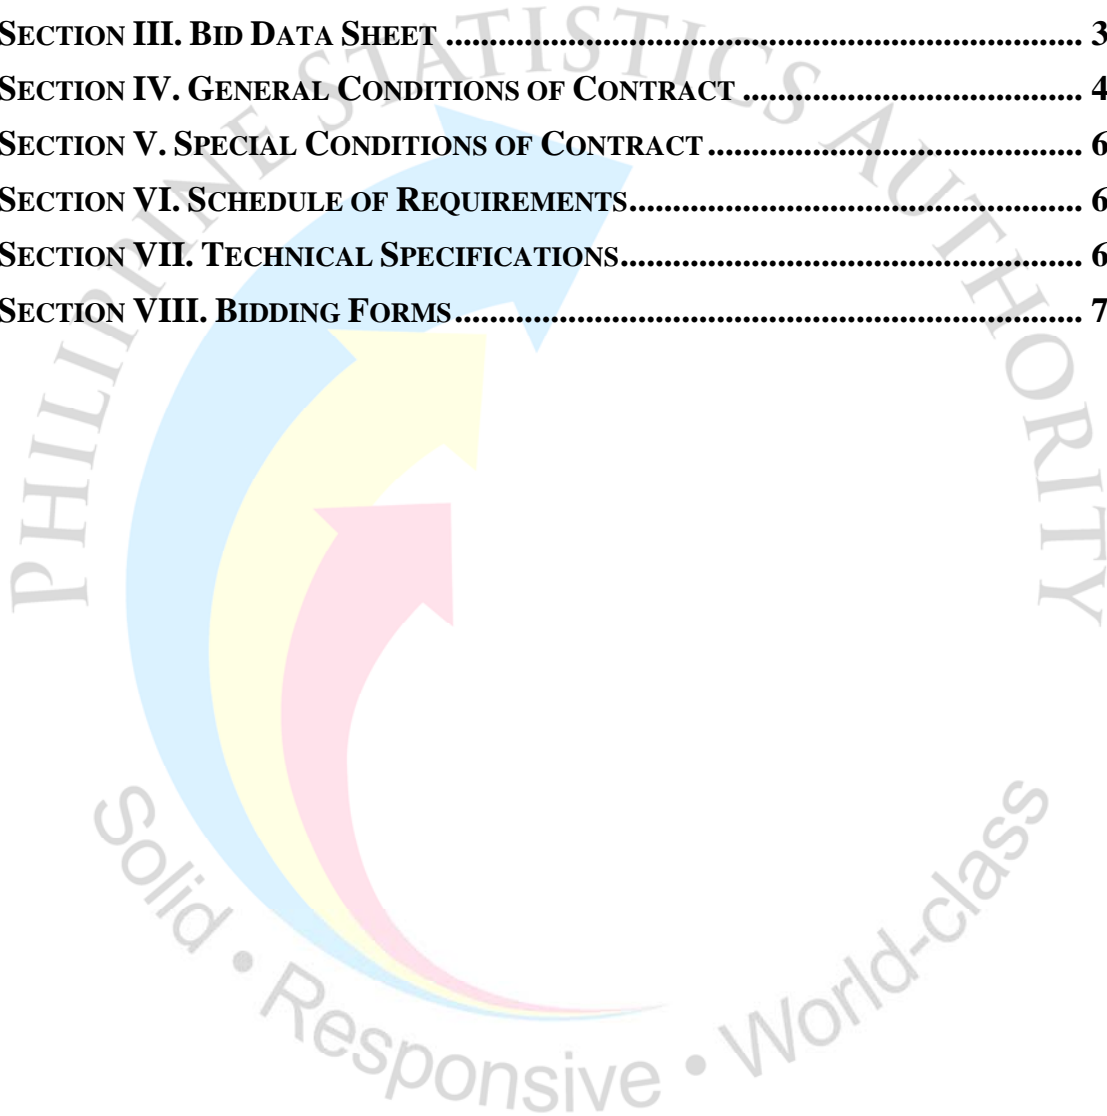 SECTION III. BID DATA SHEET ........................................................................ 3
SECTION IV. GENERAL CONDITIONS OF CONTRACT ...................................... 4
SECTION V. SPECIAL CONDITIONS OF CONTRACT .......................................... 6
SECTION VI. SCHEDULE OF REQUIREMENTS ................................................... 6
SECTION VII. TECHNICAL SPECIFICATIONS .................................................... 6
SECTION VIII. BIDDING FORMS ....................................................................... 7
PHILIPPINE STATISTICS AUTHORITY
Solid • Responsive • World-class